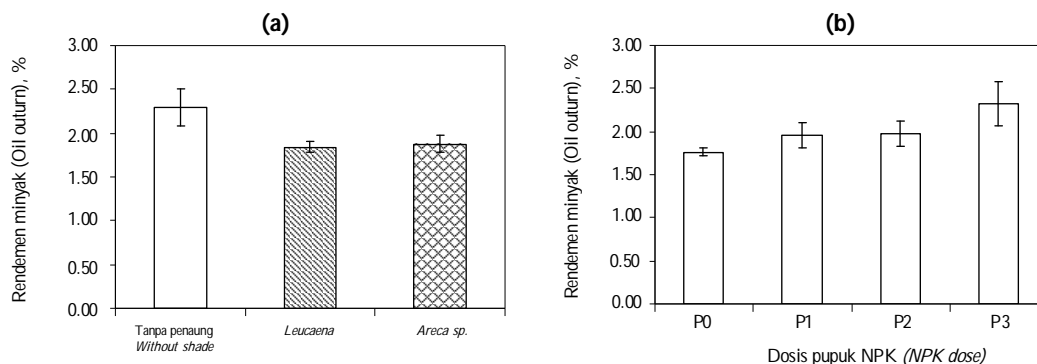 (a)
Rendemen minyak (Oil outurn), %
3.00
2.50
2.00
1.50
1.00
0.50
0.00
Tanpa penaung
Without shade
Leucaena
Areca sp.
(b)
Rendemen minyak (Oil outurn), %
3.00
2.50
2.00
1.50
1.00
0.50
0.00
P0
P1
P2
P3
Dosis pupuk NPK (NPK dose)